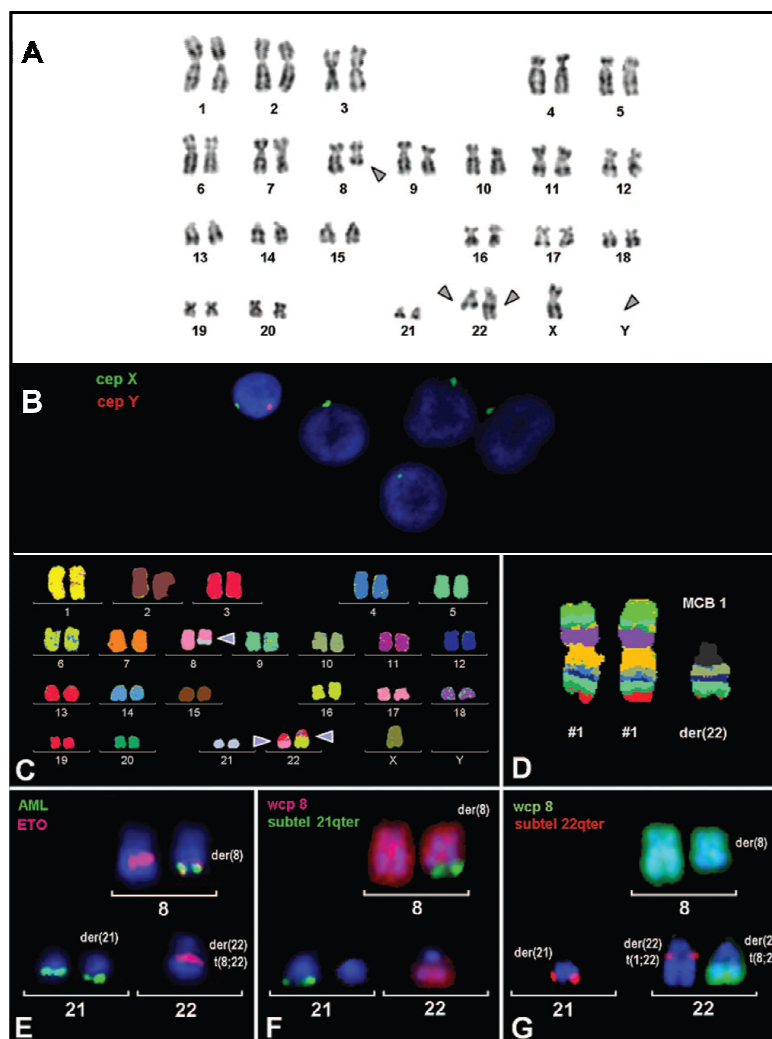 A
1 2 3 4 5
6 7 8 9 10 11 12
13 14 15 16 17 18
19 20 21 22 X Y
B
cep X
cep Y
C
1 2 3 4 5
6 7 8 9 10 11 12
13 14 15 16 17 18
19 20 21 22 X Y
D
MCB 1
#1 #1 der(22)
E
AML
ETO
der(8)
8
der(21)
der(22)
t(8;22)
21 22
F
wcp 8
subtel 21qter
der(8)
8
21 22
G
wcp 8
subtel 22qter
der(8)
8
der(21)
der(22)
t(1;22)
der(2
t(8;2
21 22